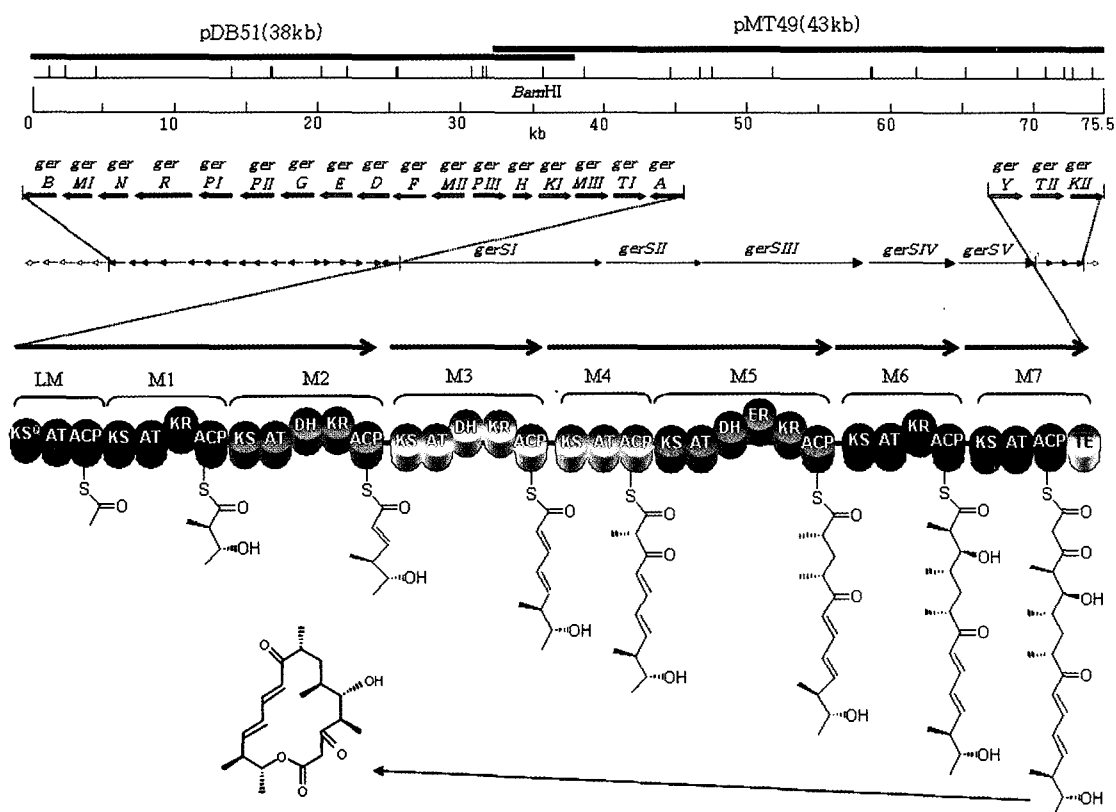 pDB51(38kb)
pMT49(43kb)
BamHI
0 10 20 30 40 50 60 70 75.5
kb
ger ger ger ger ger ger ger ger ger ger ger ger ger ger ger ger ger
B MI N R PI PII G E D F MII PIII H KI MIII TI A
ger ger ger
Y TII KII
gerSI gerSII gerSIII gerSIV gerSV
LM M1 M2 M3 M4 M5 M6 M7
KSQ AT ACP KS AT KR ACP KS AT DH KR ACP KS AT DH KR ACP KS AT ACP KS AT DH ER KR ACP KS AT KR ACP KS AT ACP TE
S S S S S S S S
O O O O O O O O
OH OH OH O OH O OH OH O OH O OH O OH
O OH O O O